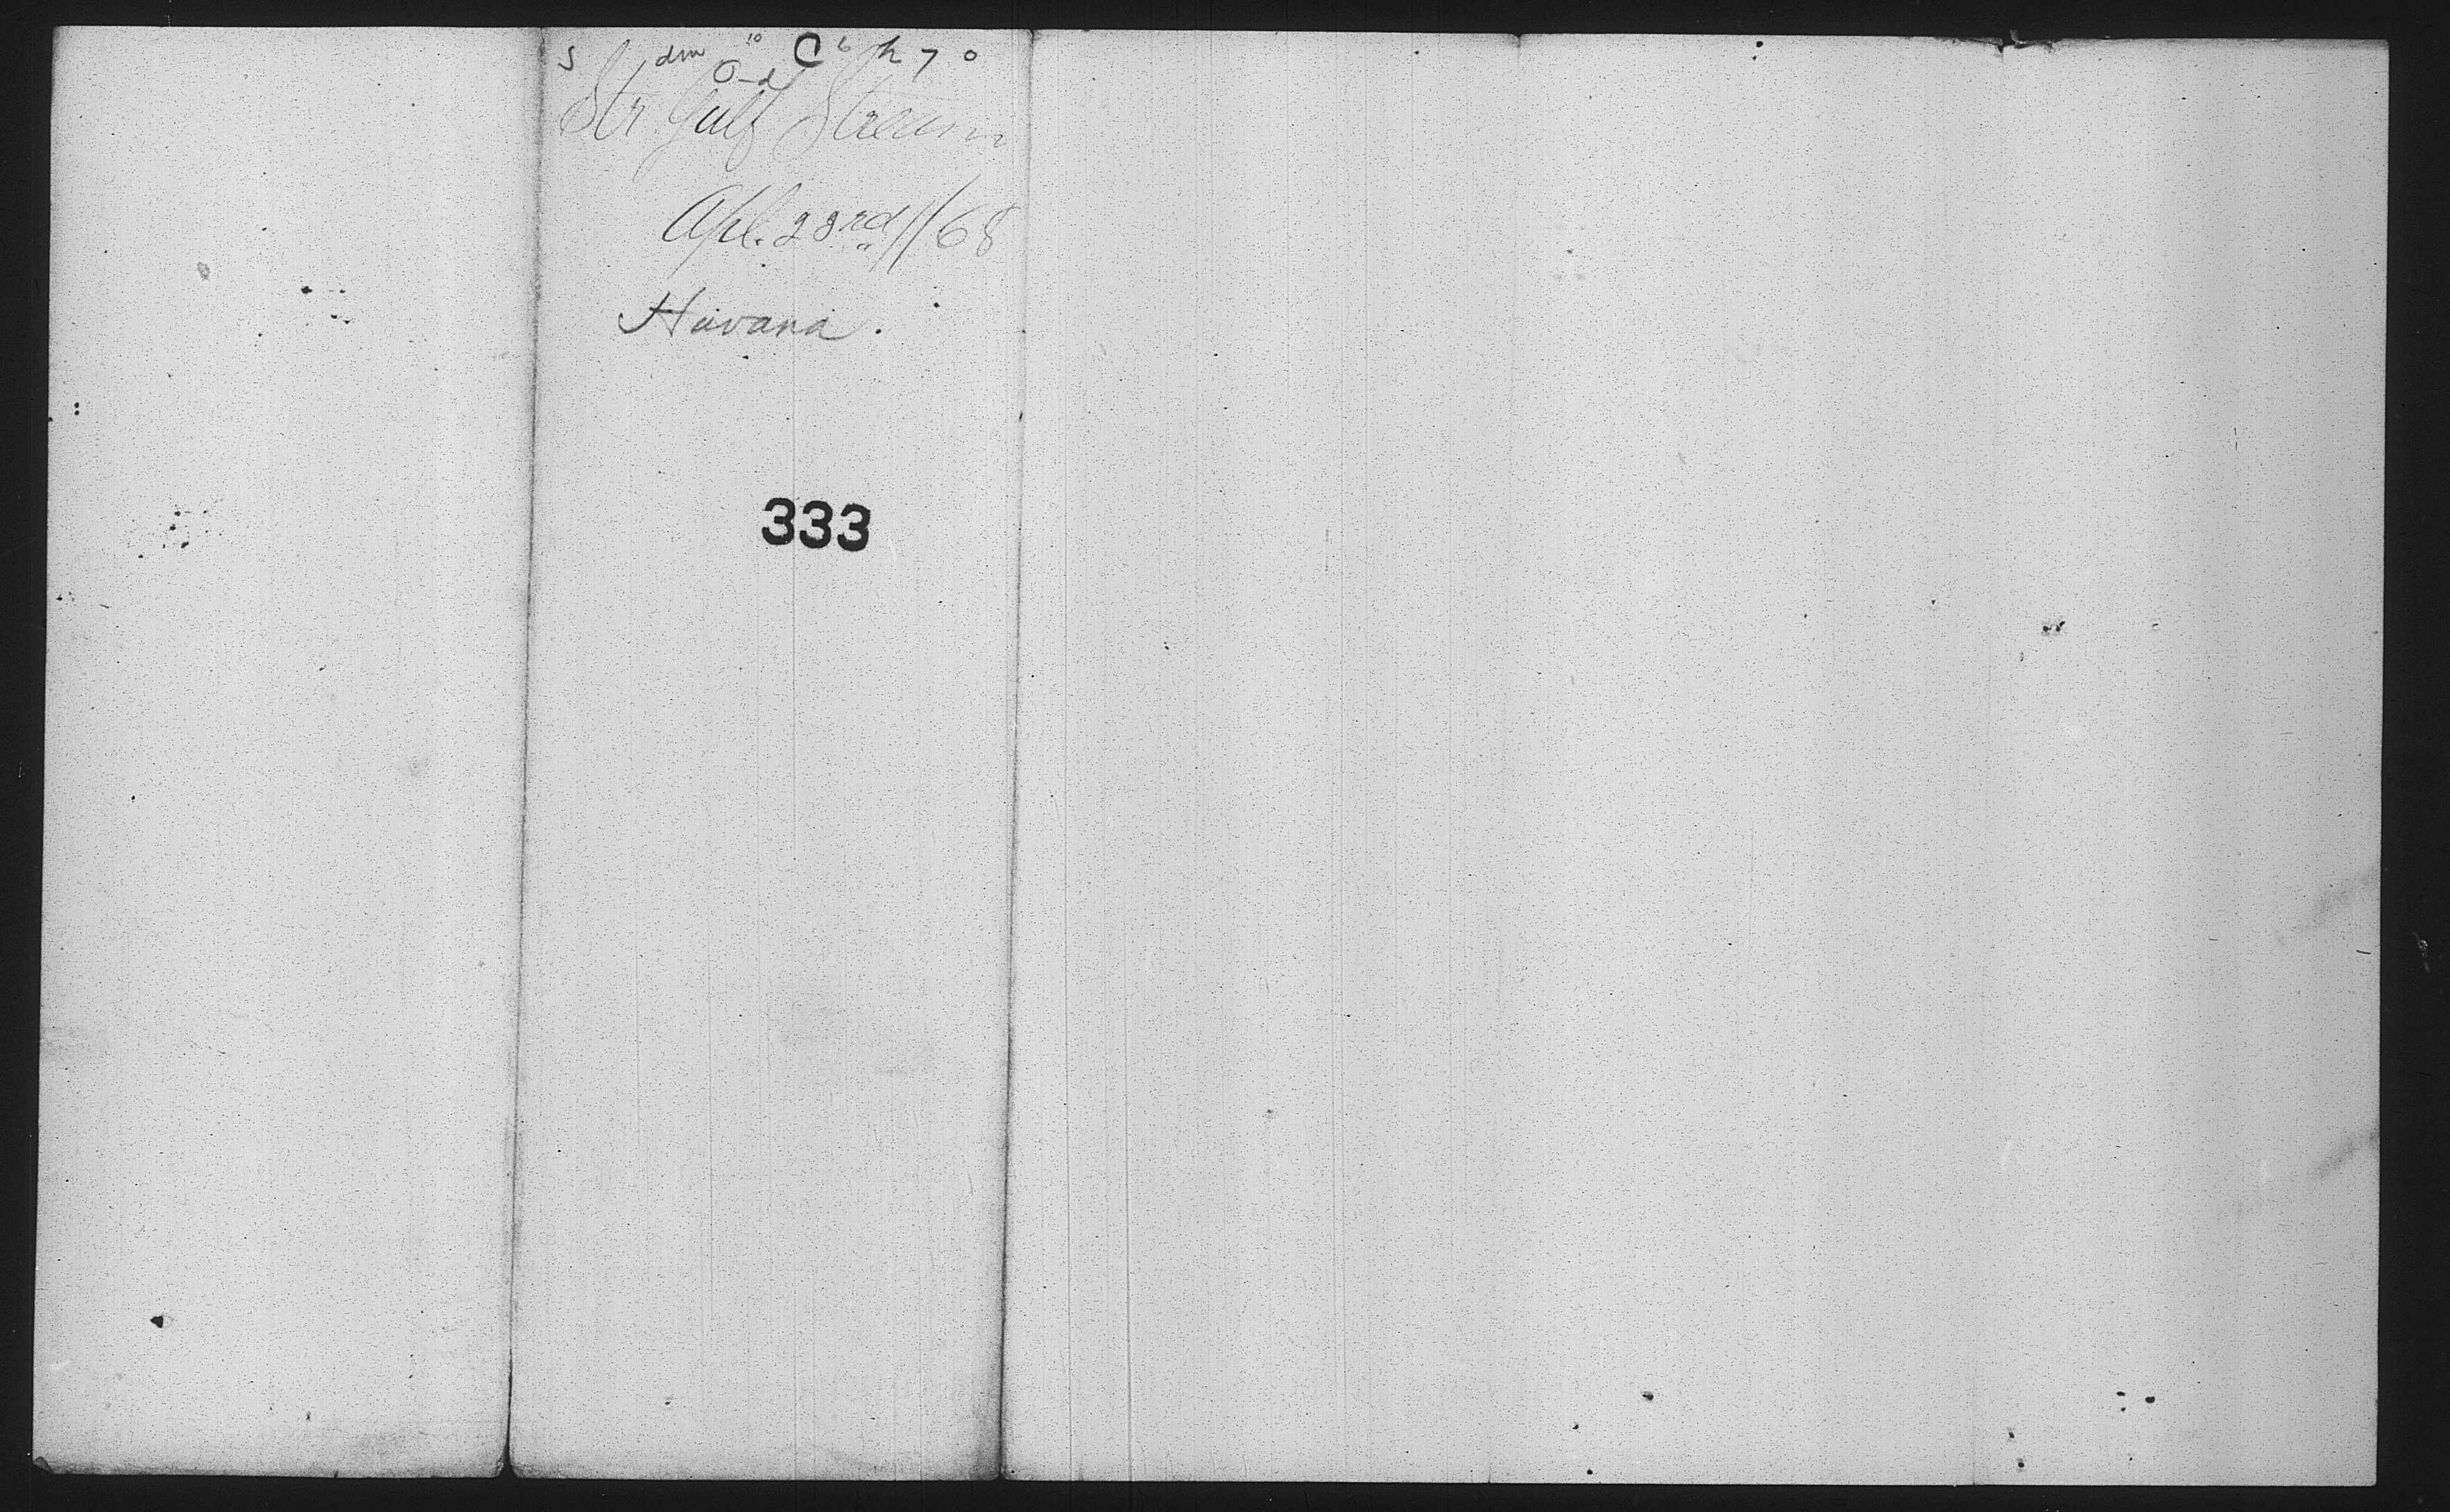 Str Gulf Stream
Apl. 23rd//68
Havana.
333